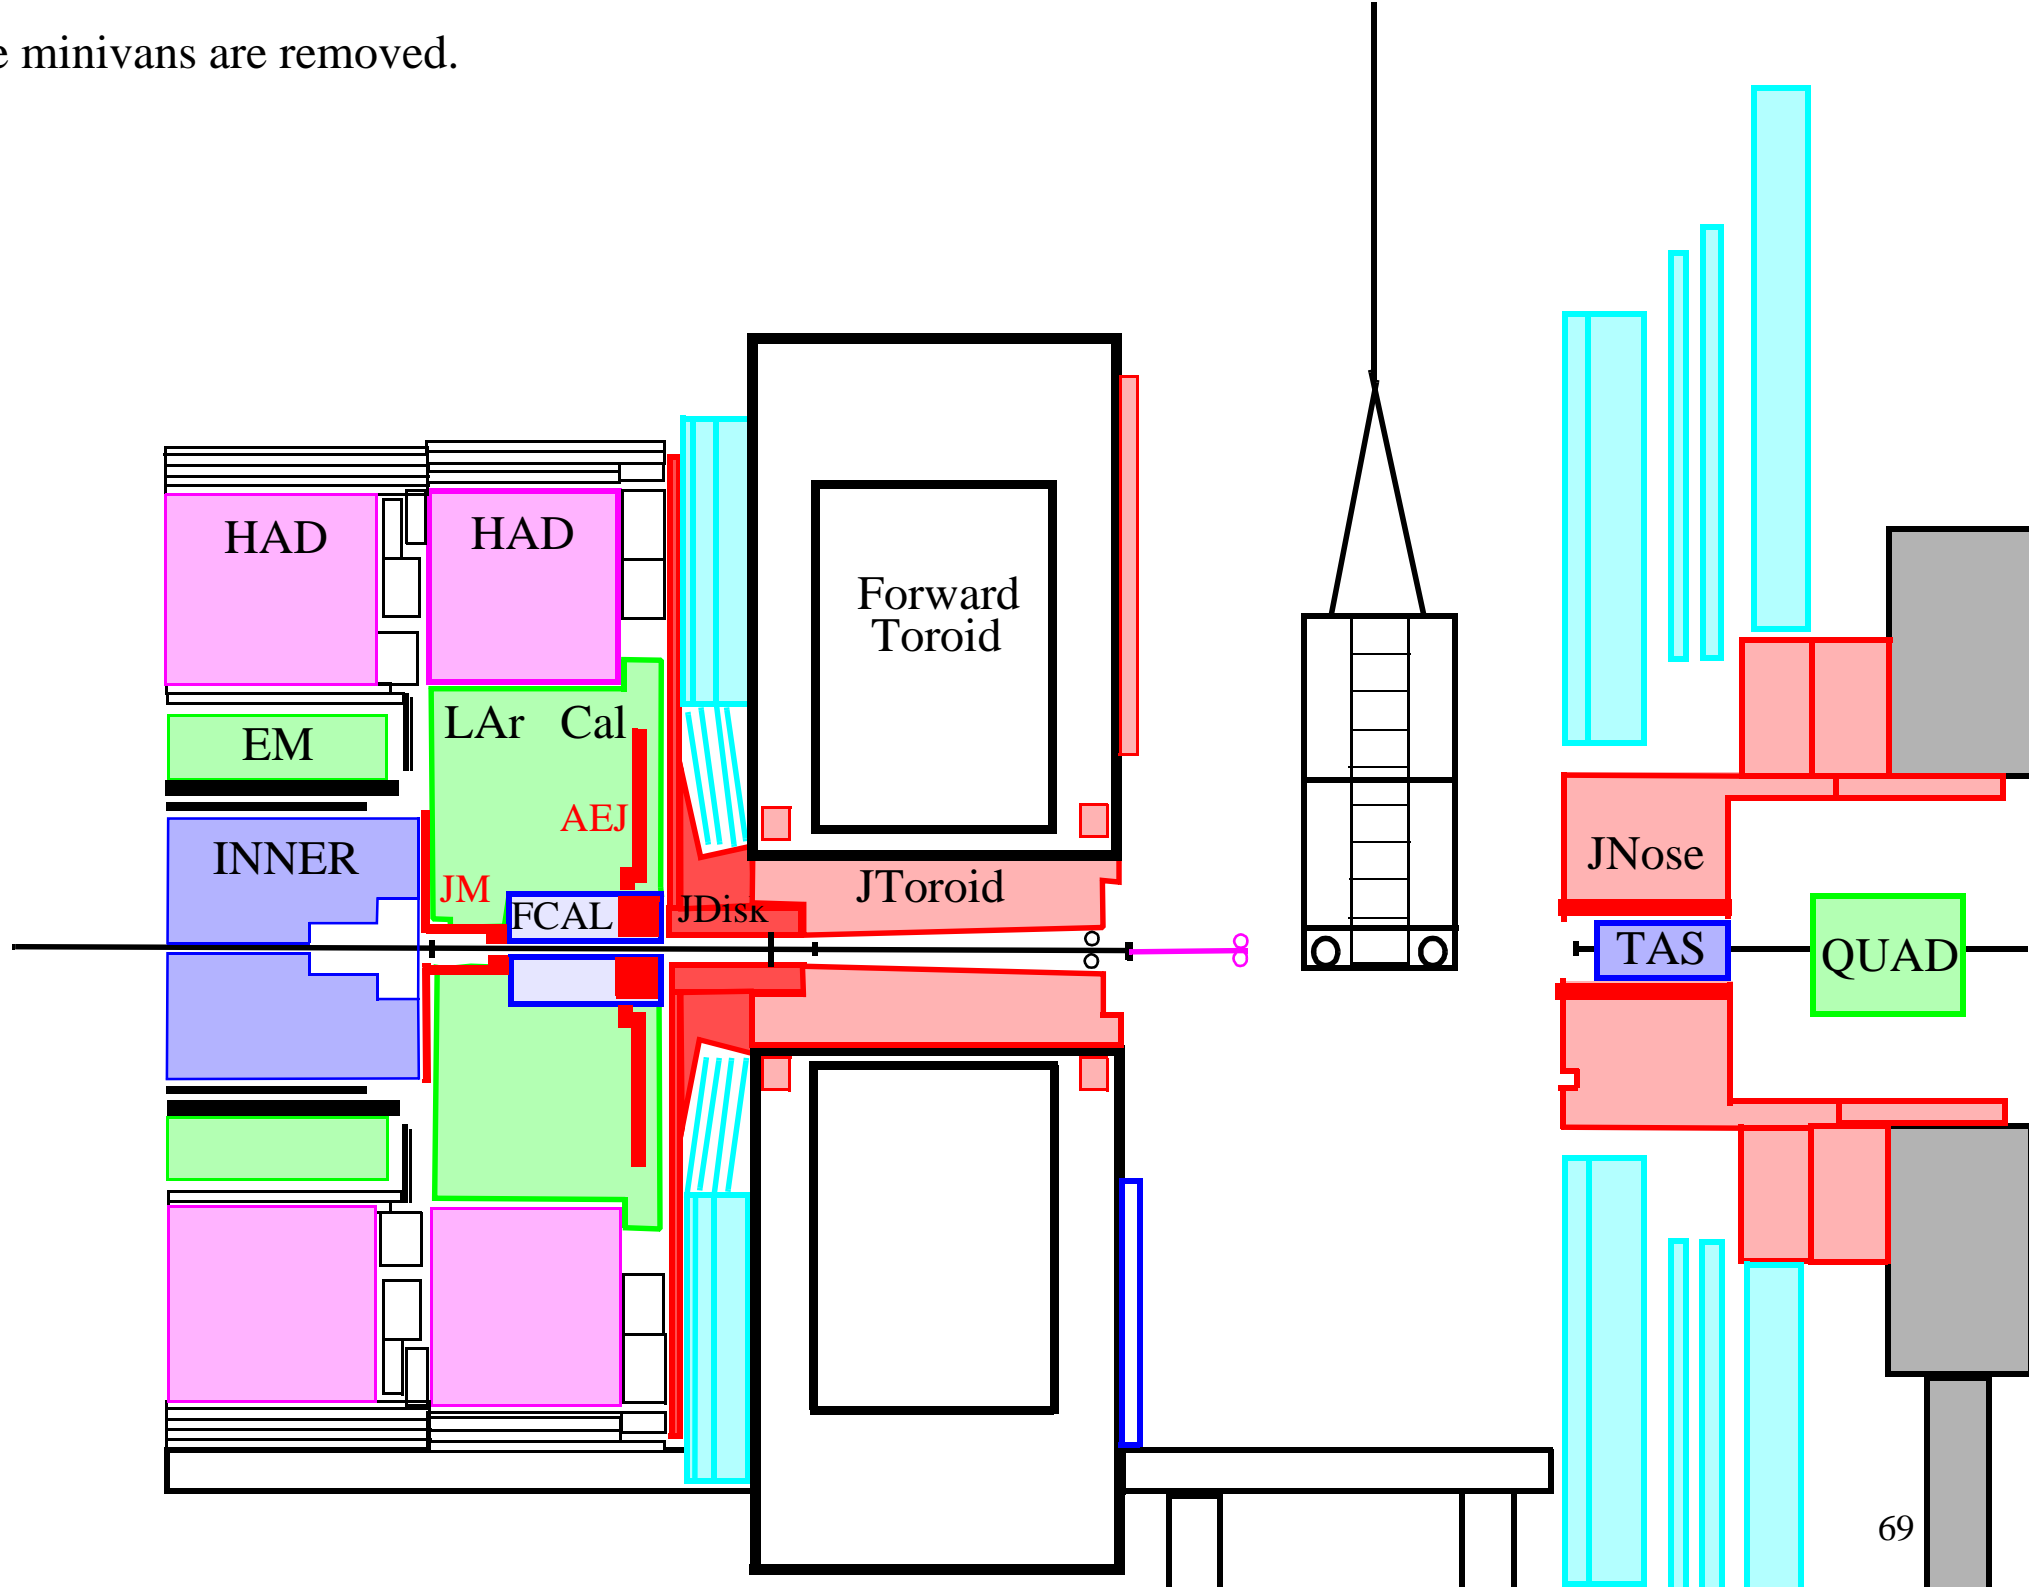 e minivans are removed.
HAD
HAD
Forward
Toroid
LAr Cal
EM
AEJ
INNER
JNose
JM
JToroid
FCAL
JDisk
TAS
QUAD
69